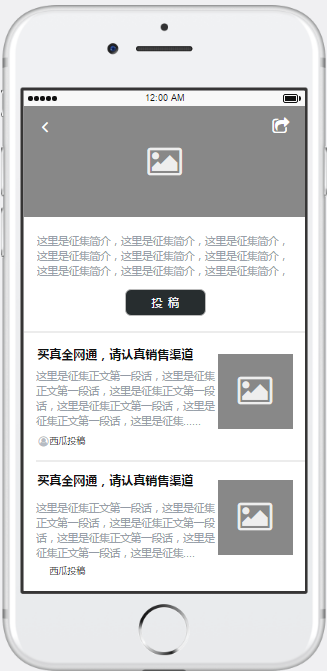 12:00 AM
这里是征集简介，这里是征集简介，这里是征集简介，
这里是征集简介，这里是征集简介，这里是征集简介，
这里是征集简介，这里是征集简介，这里是征集简介，
投 稿
买真全网通，请认真销售渠道
这里是征集正文第一段话，这里是征集
正文第一段话，这里是征集正文第一段
话，这里是征集正文第一段话，这里是
征集正文第一段话，这里是征集......
西瓜投稿
买真全网通，请认真销售渠道
这里是征集正文第一段话，这里是征集
正文第一段话，这里是征集正文第一段
话，这里是征集正文第一段话，这里是
征集正文第一段话，这里是征集....
西瓜投稿